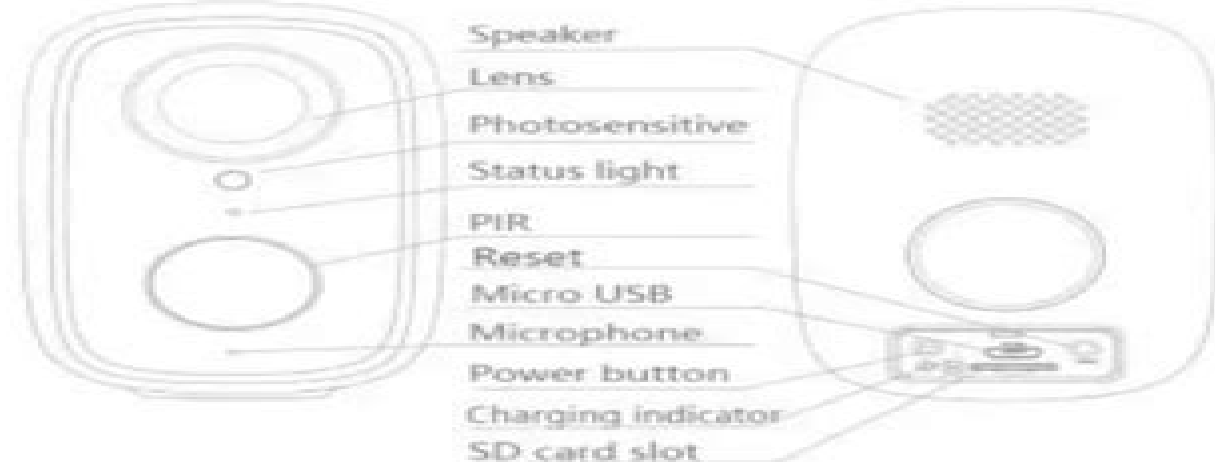 Speaker
Lens
Photosensitive
Status light
PIR
Reset
Micro USB
Microphone
Power button
Charging indicator
SD card slot